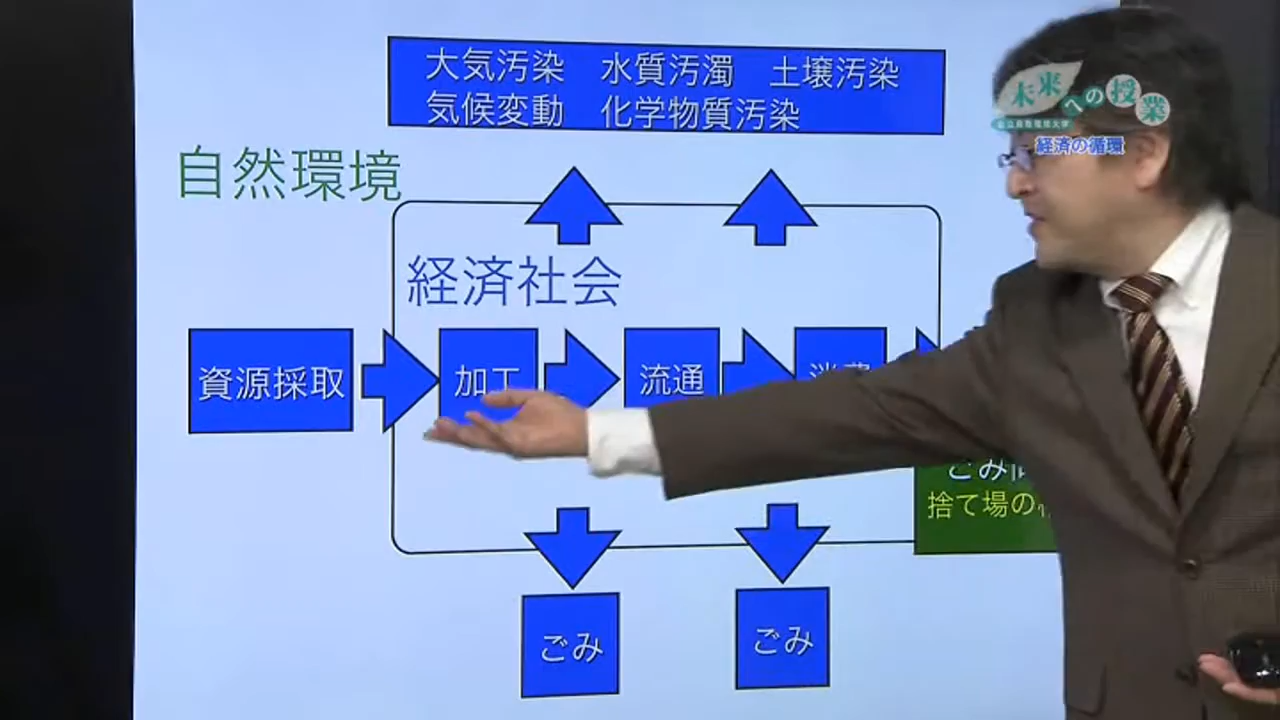 大気汚染 水質汚濁 土壌汚染
気候変動 化学物質汚染
未来への授業
経済の循環
自然環境
経済社会
資源採取
加工
流通
消費
ごみ
捨て場の
ごみ
ごみ